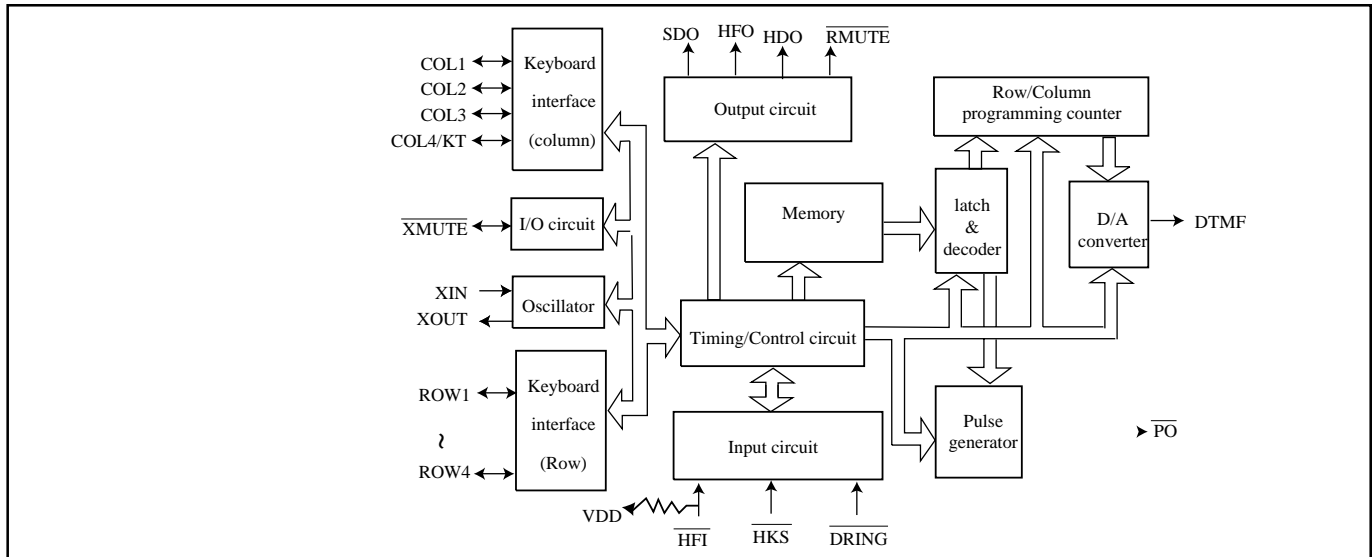 SDO HFO HDO RMUTE
COL1
COL2
COL3
COL4/KT
Keyboard
interface
(column)
Output circuit
Row/Column
programming counter
XMUTE
I/O circuit
Memory
latch
&
decoder
D/A
converter
DTMF
XIN
XOUT
Oscillator
Timing/Control circuit
ROW1
~
ROW4
Keyboard
interface
(Row)
Input circuit
Pulse
generator
PO
VDD
HFI
HKS
DRING